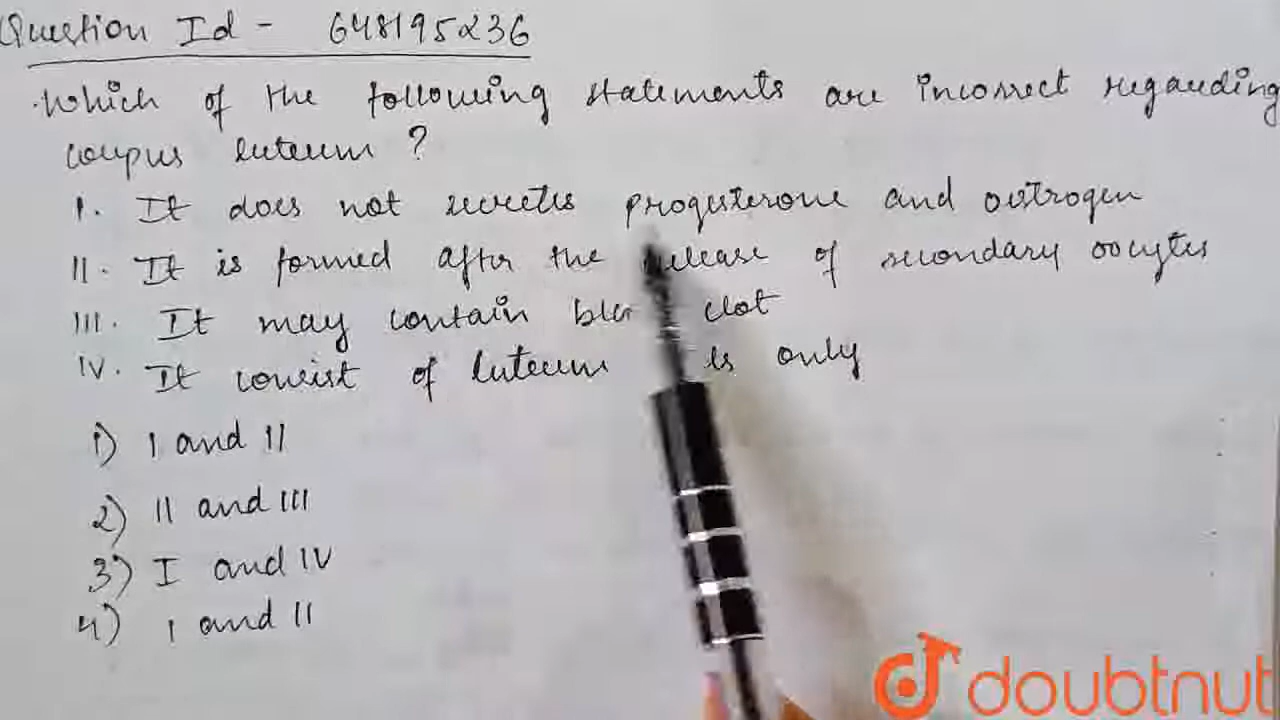 Question Id - 648195236
Which of the following statements are incorrect regarding
corpus luteum ?
I. It does not secretes progesterone and oestrogen
II. It is formed after the release of secondary oocytes
III. It may contain clot
IV. It consist of luteum only
1) I and II
2) II and III
3) I and IV
4) I and II
doubtnut